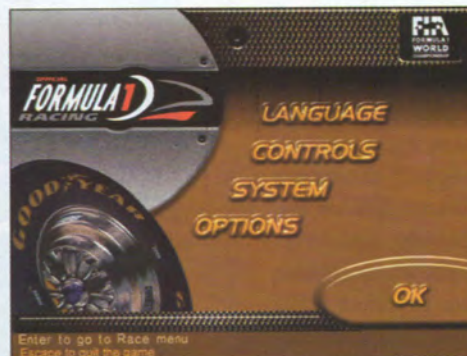 FIA
FORMULA 1
WORLD
CHAMPIONSHIP
OFFICIAL
FORMULA 1
RACING
LANGUAGE
CONTROLS
SYSTEM
OPTIONS
GOODYEAR
OK
Enter to go to Race menu
Escape to quit the game